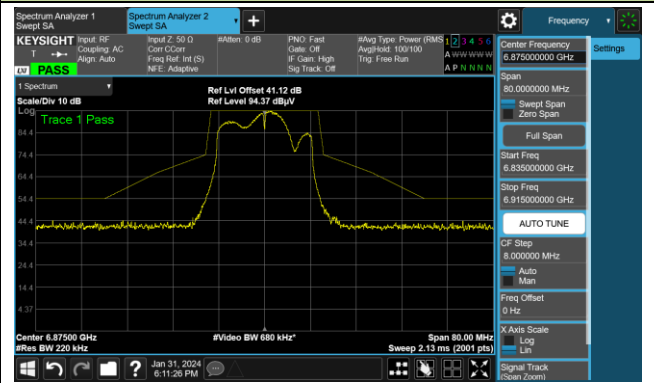 Spectrum Analyzer 1
Swept SA
Spectrum Analyzer 2
Swept SA
Frequency
KEYSIGHT
Input: RF
Coupling: AC
Align: Auto
Input Z: 50 Ω
Corr CCorr
Freq Ref: Int (S)
NFE: Adaptive
#Atten: 0 dB
PNO: Fast
Gate: Off
IF Gain: High
Sig Track: Off
#Avg Type: Power (RMS
Avg|Hold: 100/100
Trig: Free Run
1 2 3 4 5 6
A W W W W W
A P N N N N
T
LXI
PASS
1 Spectrum
Scale/Div 10 dB
Ref Lvl Offset 41.12 dB
Ref Level 94.37 dBµV
Log
Trace 1 Pass
84.4
74.4
64.4
54.4
44.4
34.4
24.4
14.4
4.37
Center 6.87500 GHz
#Res BW 220 kHz
#Video BW 680 kHz*
Span 80.00 MHz
Sweep 2.13 ms (2001 pts)
Center Frequency
6.875000000 GHz
Settings
Span
80.0000000 MHz
Swept Span
Zero Span
Full Span
Start Freq
6.835000000 GHz
Stop Freq
6.915000000 GHz
AUTO TUNE
CF Step
8.000000 MHz
Auto
Man
Freq Offset
0 Hz
X Axis Scale
Log
Lin
Signal Track
(Span Zoom)
?
Jan 31, 2024
6:11:26 PM